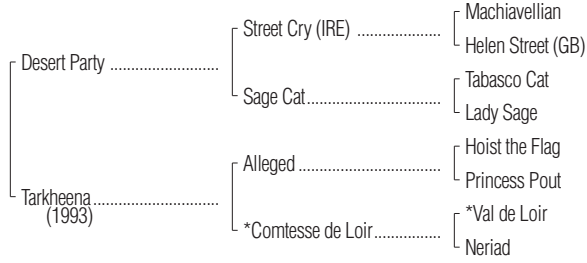 Machiavellian
Street Cry (IRE) ..................
Helen Street (GB)
Desert Party ........................
Tabasco Cat
Sage Cat.............................
Lady Sage
Hoist the Flag
Alleged ...............................
Princess Pout
Tarkheena ...........................
(1993)
*Val de Loir
*Comtesse de Loir...............
Neriad